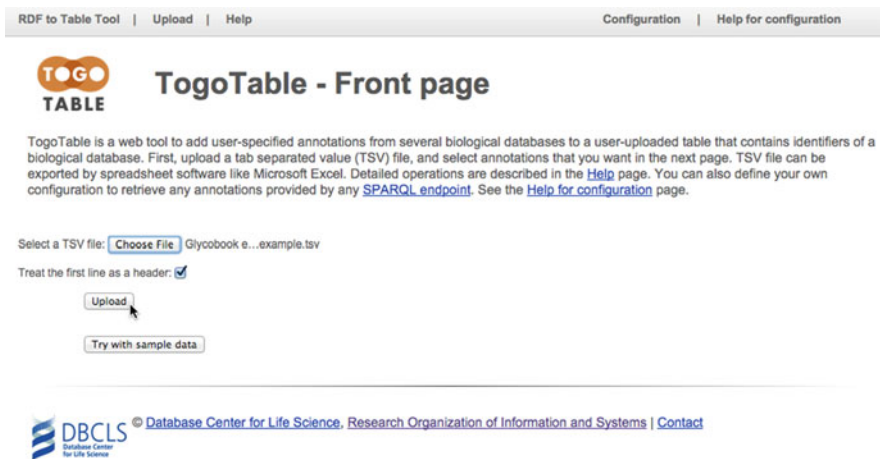 RDF to Table Tool | Upload | Help Configuration | Help for configuration
TOGO
TABLE
TogoTable - Front page
TogoTable is a web tool to add user-specified annotations from several biological databases to a user-uploaded table that contains identifiers of a
biological database. First, upload a tab separated value (TSV) file, and select annotations that you want in the next page. TSV file can be
exported by spreadsheet software like Microsoft Excel. Detailed operations are described in the Help page. You can also define your own
configuration to retrieve any annotations provided by any SPARQL endpoint. See the Help for configuration page.
Select a TSV file: Choose File Glycobook e...example.tsv
Treat the first line as a header:
Upload
Try with sample data
DBCLS
Database Center
for Life Science
© Database Center for Life Science, Research Organization of Information and Systems | Contact